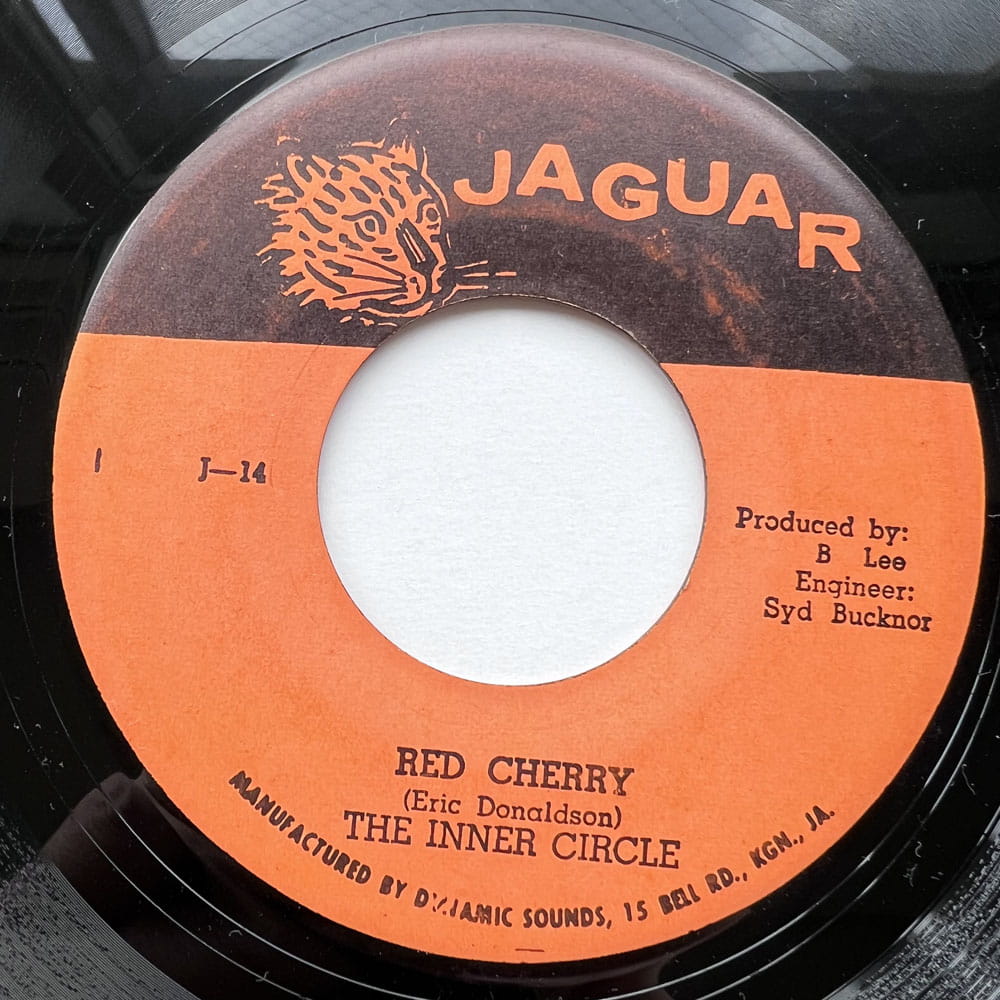 JAGUAR
I J—14
Produced by:
B Lee
Engineer:
Syd Bucknor
RED CHERRY
(Eric Donaldson)
THE INNER CIRCLE
MANUFACTURED BY DYNAMIC SOUNDS, 15 BELL RD., KGN., JA.